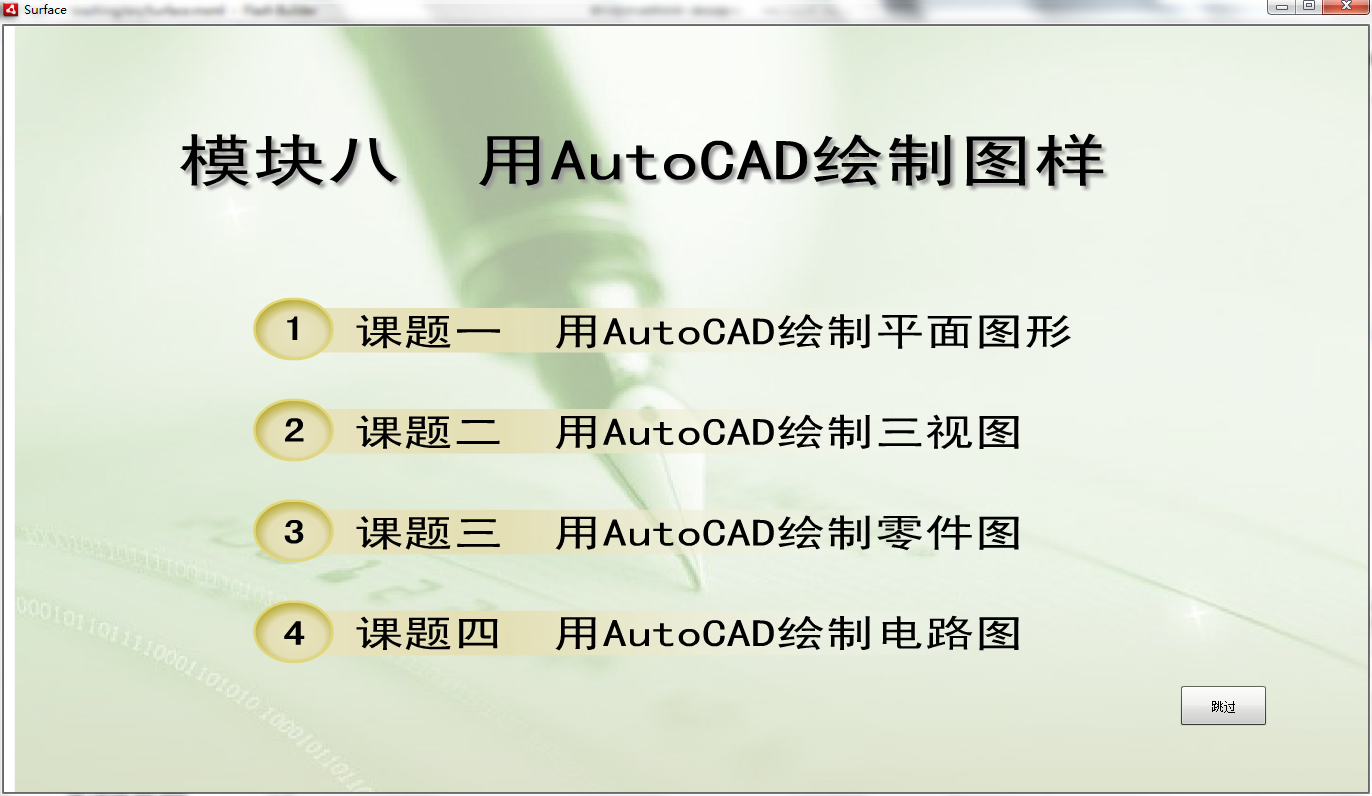 Surface
模块八 用AutoCAD绘制图样
1 课题一 用AutoCAD绘制平面图形
2 课题二 用AutoCAD绘制三视图
3 课题三 用AutoCAD绘制零件图
4 课题四 用AutoCAD绘制电路图
跳过